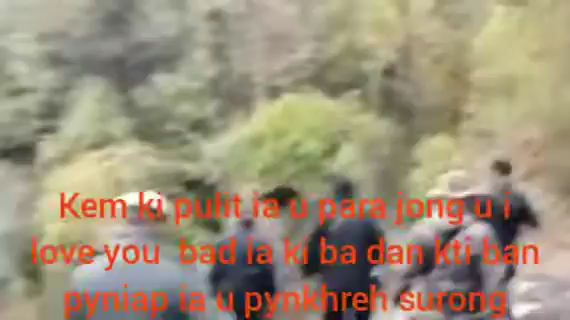 Kem ki pulit ia u para jong u i
love you bad ia ki ba dan kti ban
pyniap ia u pynkhreh surong